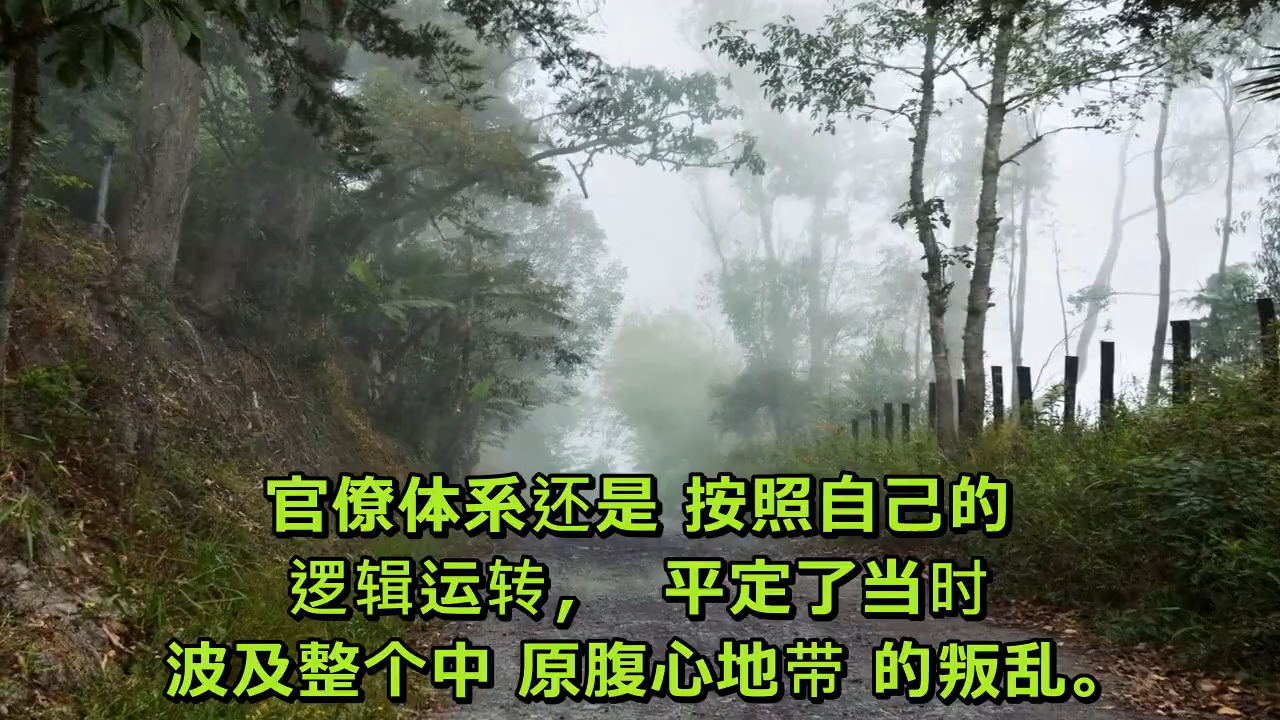 官僚体系还是 按照自己的
逻辑运转, 平定了当时
波及整个中 原腹心地带 的叛乱。